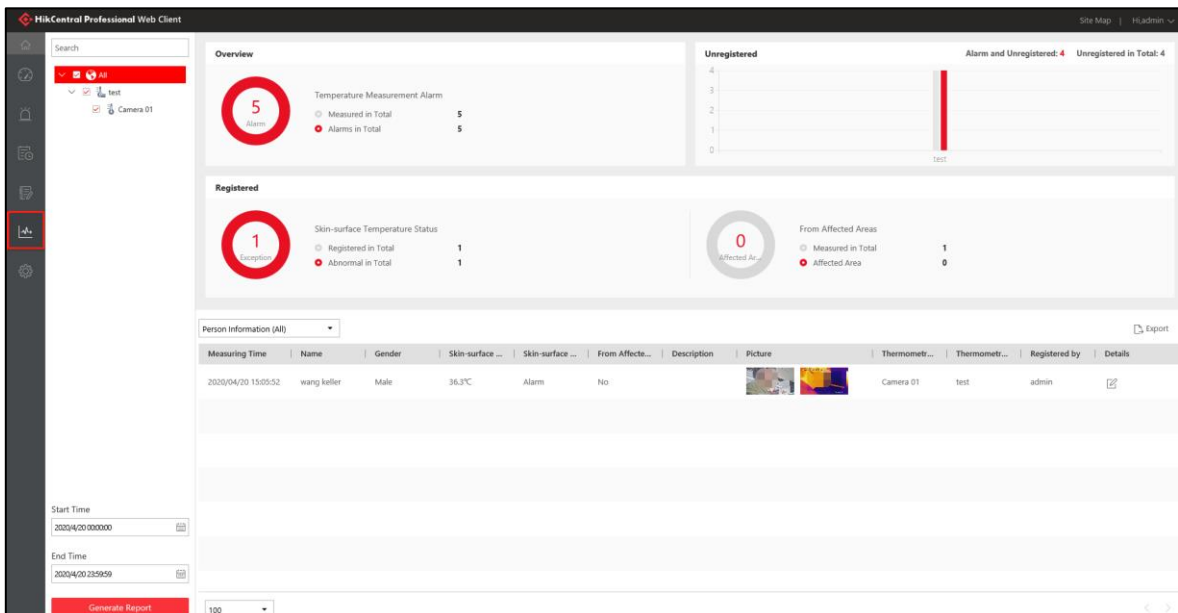 HikCentral Professional Web Client
Site Map | Hi,admin
Search
All
test
Camera 01
Overview
5
Alarm
Temperature Measurement Alarm
Measured in Total 5
Alarms in Total 5
Unregistered
Alarm and Unregistered: 4 Unregistered in Total: 4
4
3
2
1
0
test
Registered
1
Exception
Skin-surface Temperature Status
Registered in Total 1
Abnormal in Total 1
0
Affected Ar...
From Affected Areas
Measured in Total 1
Affected Area 0
Person Information (All)
Export
Measuring Time | Name | Gender | Skin-surface ... | Skin-surface ... | From Affecte... | Description | Picture | Thermometr... | Thermometr... | Registered by | Details
2020/04/20 15:05:52 wang keller Male 36.3℃ Alarm No Camera 01 test admin
Start Time
2020/4/20 00:00:00
End Time
2020/4/20 23:59:59
Generate Report
100